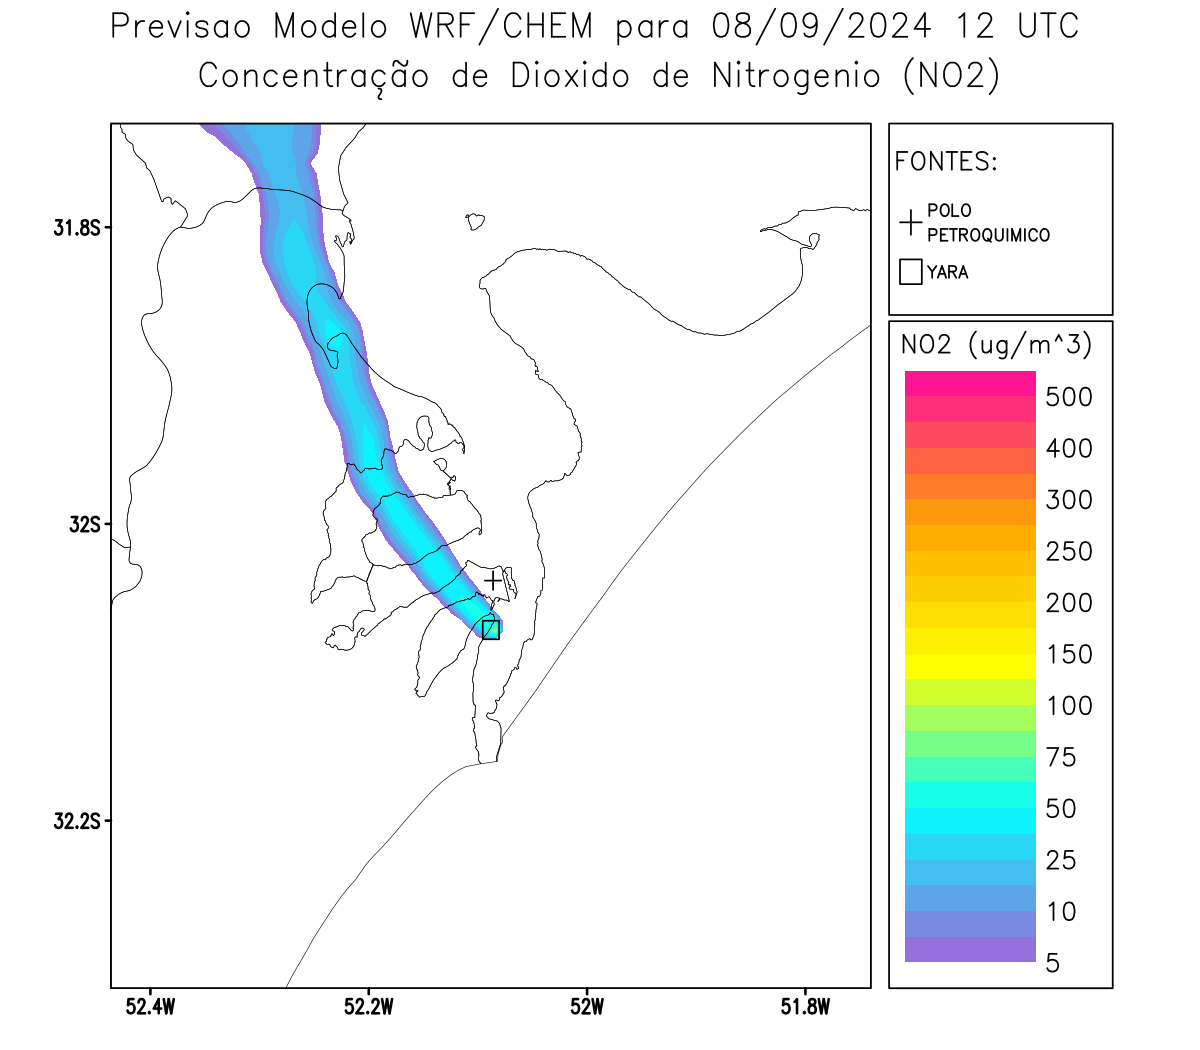 Previsao Modelo WRF/CHEM para 08/09/2024 12 UTC
Concentração de Dioxido de Nitrogenio (NO2)
FONTES:
POLO
PETROQUIMICO
YARA
NO2 (ug/m^3)
500
400
300
250
200
150
100
75
50
25
10
5
31.8S
32S
32.2S
52.4W
52.2W
52W
51.8W